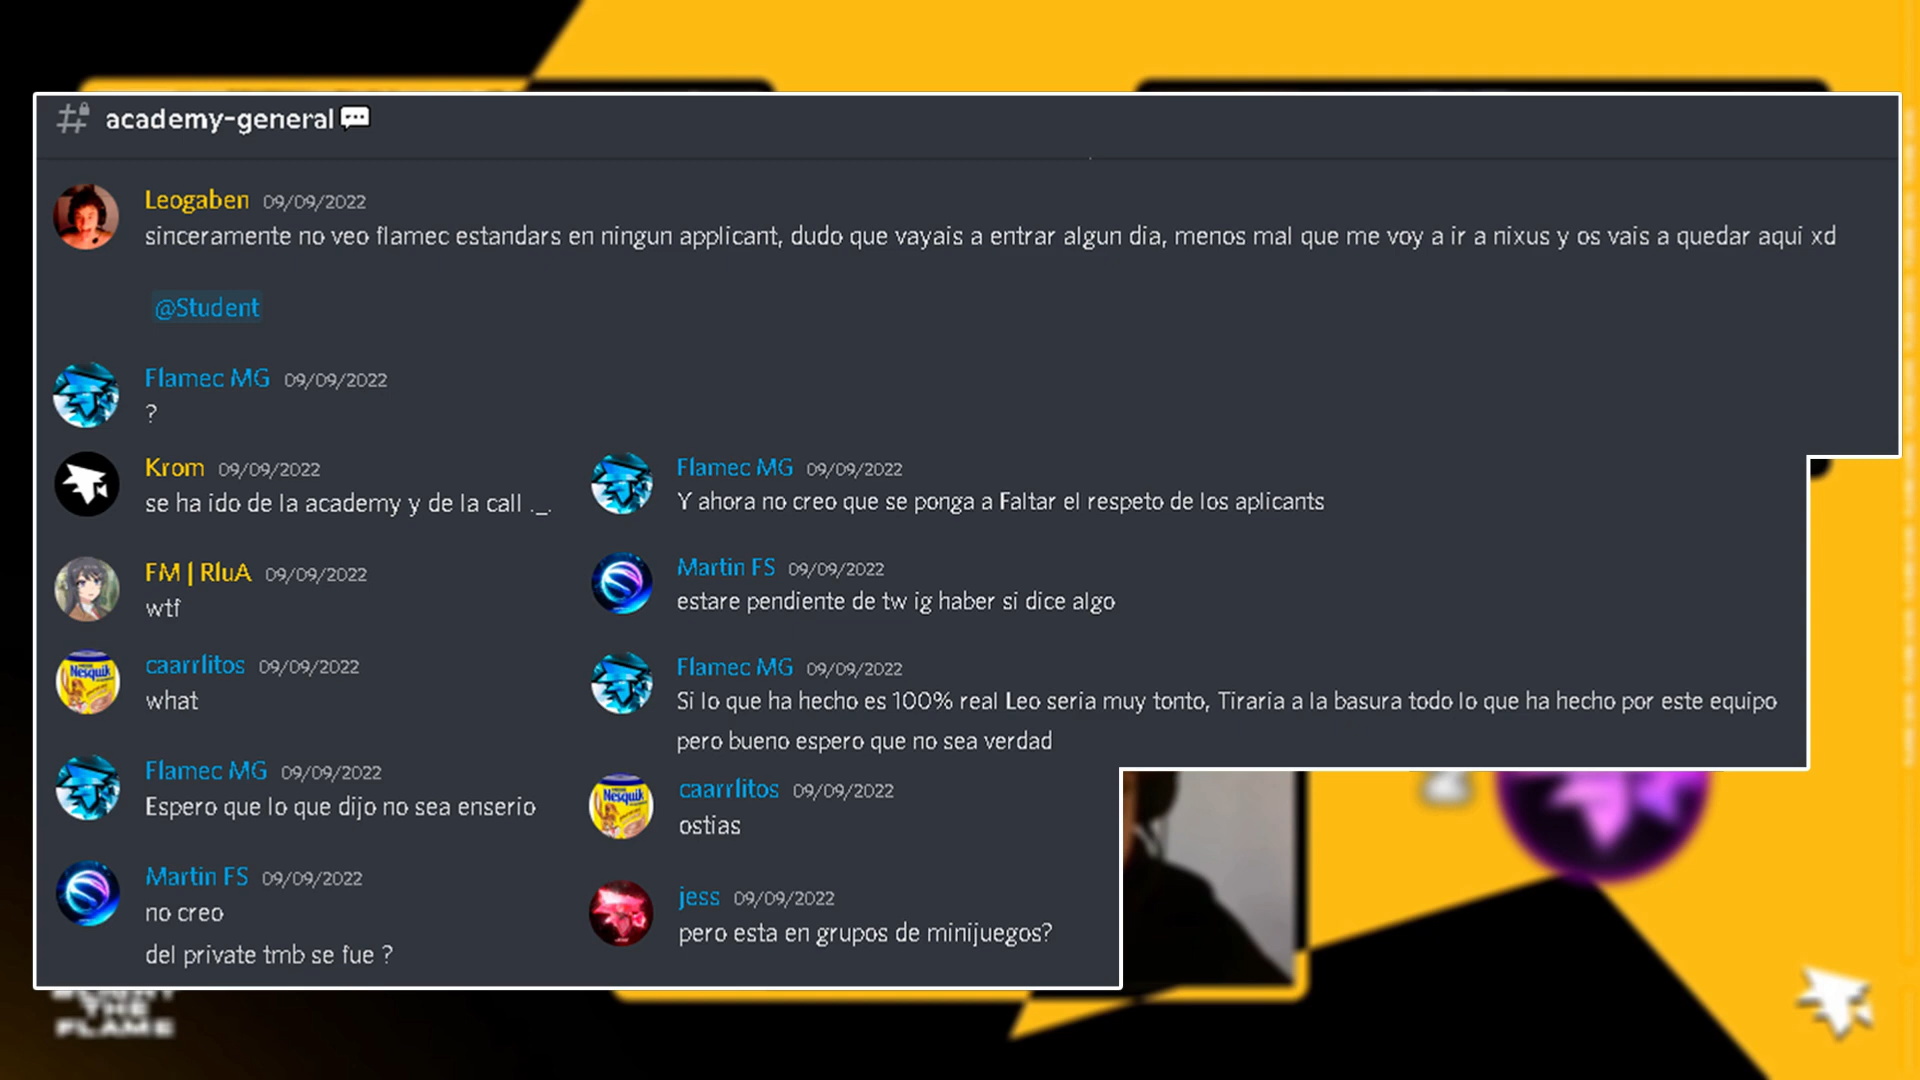 academy-general
Leogaben 09/09/2022
sinceramente no veo flamec estandars en ningun applicant, dudo que vayais a entrar algun dia, menos mal que me voy a ir a nixus y os vais a quedar aqui xd
@Student
Flamec MG 09/09/2022
?
Krom 09/09/2022
se ha ido de la academy y de la call ._.
FM | RluA 09/09/2022
wtf
caarrlitos 09/09/2022
what
Flamec MG 09/09/2022
Espero que lo que dijo no sea enserio
Martin FS 09/09/2022
no creo
del private tmb se fue ?
Flamec MG 09/09/2022
Y ahora no creo que se ponga a Faltar el respeto de los aplicants
Martin FS 09/09/2022
estare pendiente de tw ig haber si dice algo
Flamec MG 09/09/2022
Si lo que ha hecho es 100% real Leo seria muy tonto, Tiraria a la basura todo lo que ha hecho por este equipo
pero bueno espero que no sea verdad
caarrlitos 09/09/2022
ostias
jess 09/09/2022
pero esta en grupos de minijuegos?
Nesquik
Nesquik
THE
FLAME